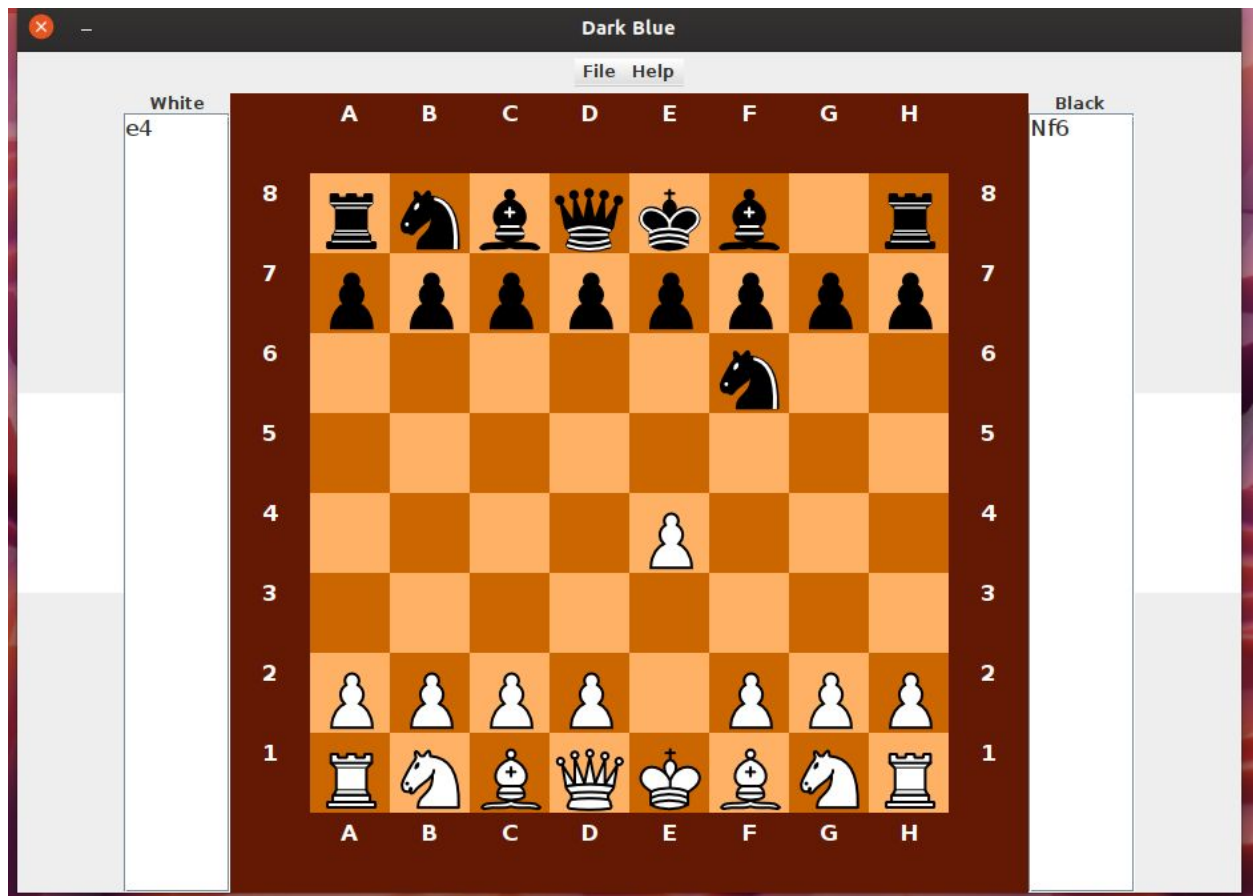 Dark Blue
File Help
White
Black
e4
Nf6
A B C D E F G H
8 8
7 7
6 6
5 5
4 4
3 3
2 2
1 1
A B C D E F G H